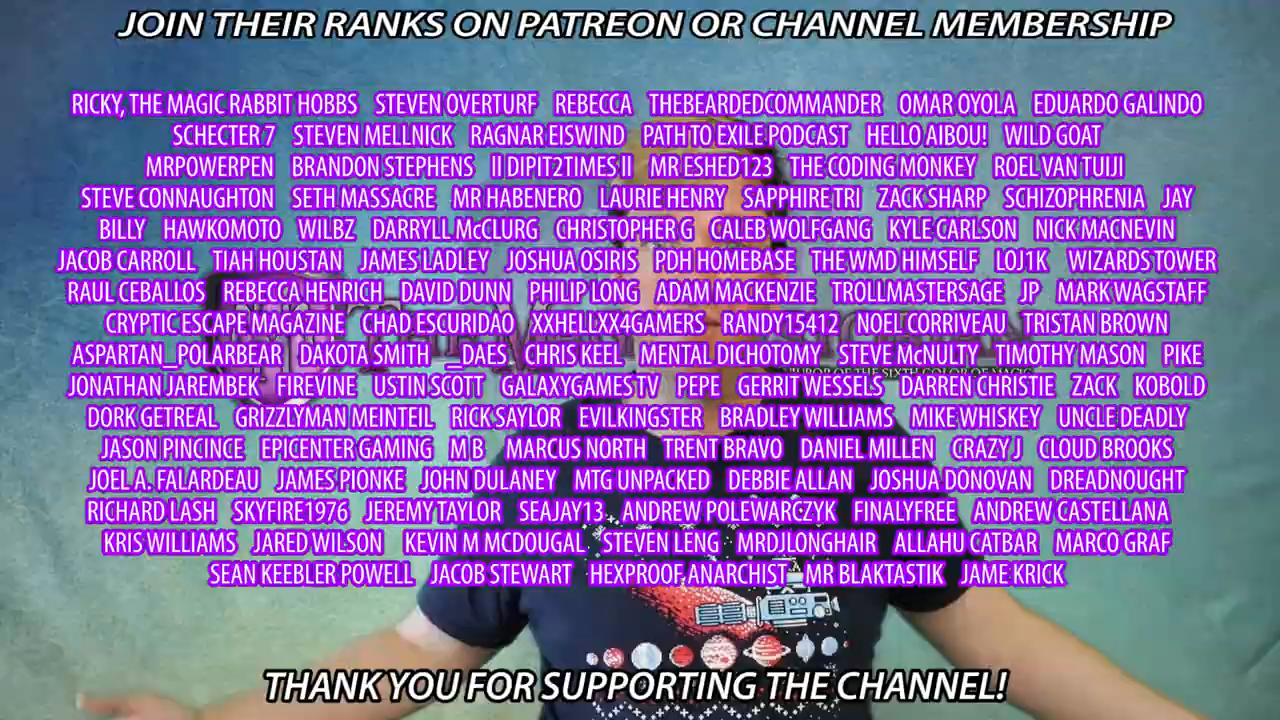 JOIN THEIR RANKS ON PATREON OR CHANNEL MEMBERSHIP
RICKY, THE MAGIC RABBIT HOBBS STEVEN OVERTURF REBECCA THEBEARDEDCOMMANDER OMAR OYOLA EDUARDO GALINDO
SCHECTER 7 STEVEN MELLNICK RAGNAR EISWIND PATH TO EXILE PODCAST HELLO AIBOU! WILD GOAT
MRPOWERPEN BRANDON STEPHENS II DIPIT2TIMES II MR ESHED123 THE CODING MONKEY ROEL VAN TUIJI
STEVE CONNAUGHTON SETH MASSACRE MR HABENERO LAURIE HENRY SAPPHIRE TRI ZACK SHARP SCHIZOPHRENIA JAY
BILLY HAWKOMOTO WILBZ DARRYLL McCLURG CHRISTOPHER G CALEB WOLFGANG KYLE CARLSON NICK MACNEVIN
JACOB CARROLL TIAH HOUSTAN JAMES LADLEY JOSHUA OSIRIS PDH HOMEBASE THE WMD HIMSELF LOJ1K WIZARDS TOWER
RAUL CEBALLOS REBECCA HENRICH DAVID DUNN PHILIP LONG ADAM MACKENZIE TROLLMASTERSAGE JP MARK WAGSTAFF
CRYPTIC ESCAPE MAGAZINE CHAD ESCURIDAO XXHELLXX4GAMERS RANDY15412 NOEL CORRIVEAU TRISTAN BROWN
ASPARTAN_POLARBEAR DAKOTA SMITH _DAES_ CHRIS KEEL MENTAL DICHOTOMY STEVE McNULTY TIMOTHY MASON PIKE
JONATHAN JAREMBEK FIREVINE USTIN SCOTT GALAXYGAMES TV PEPE GERRIT WESSELS DARREN CHRISTIE ZACK KOBOLD
DORK GETREAL GRIZZLYMAN MEINTEIL RICK SAYLOR EVILKINGSTER BRADLEY WILLIAMS MIKE WHISKEY UNCLE DEADLY
JASON PINCINCE EPICENTER GAMING M B MARCUS NORTH TRENT BRAVO DANIEL MILLEN CRAZY J CLOUD BROOKS
JOEL A. FALARDEAU JAMES PIONKE JOHN DULANEY MTG UNPACKED DEBBIE ALLAN JOSHUA DONOVAN DREADNOUGHT
RICHARD LASH SKYFIRE1976 JEREMY TAYLOR SEAJAY13 ANDREW POLEWARCZYK FINALYFREE ANDREW CASTELLANA
KRIS WILLIAMS JARED WILSON KEVIN M MCDOUGAL STEVEN LENG MRDJLONGHAIR ALLAHU CATBAR MARCO GRAF
SEAN KEEBLER POWELL JACOB STEWART HEXPROOF ANARCHIST MR BLAKTASTIK JAME KRICK
THANK YOU FOR SUPPORTING THE CHANNEL!